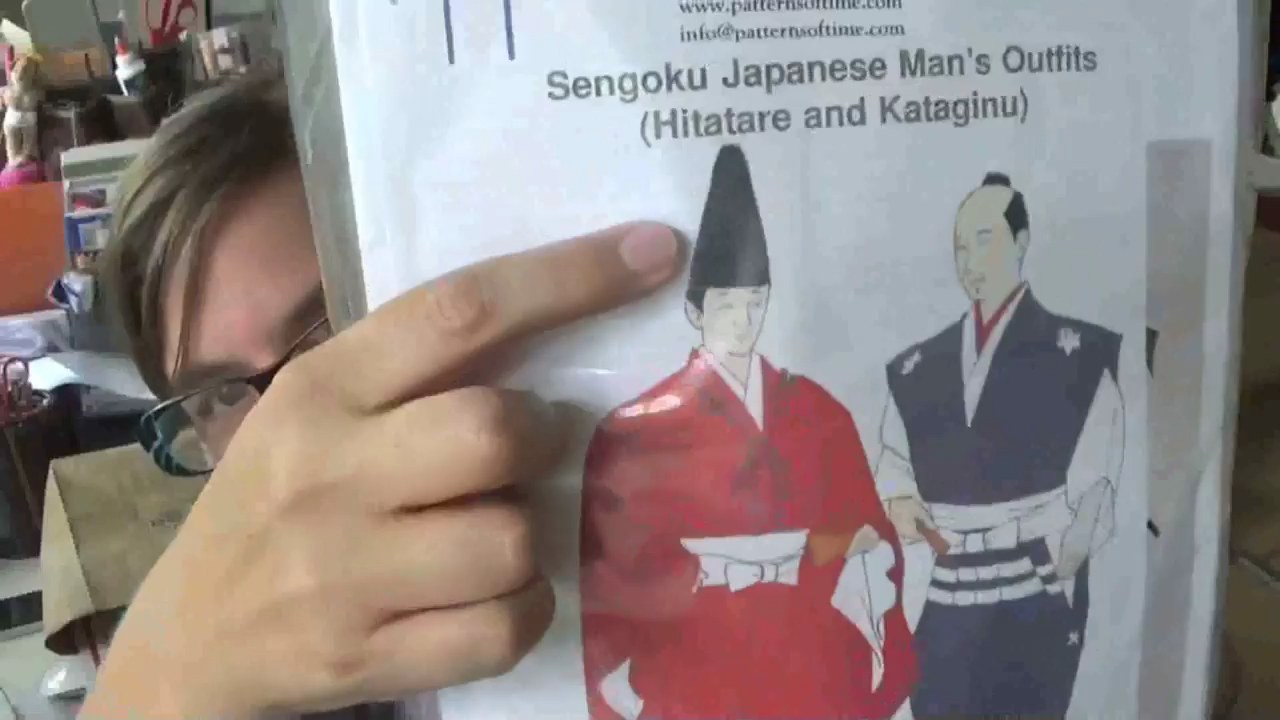 www.patternsoftime.com
info@patternsoftime.com
Sengoku Japanese Man's Outfits
(Hitatare and Kataginu)